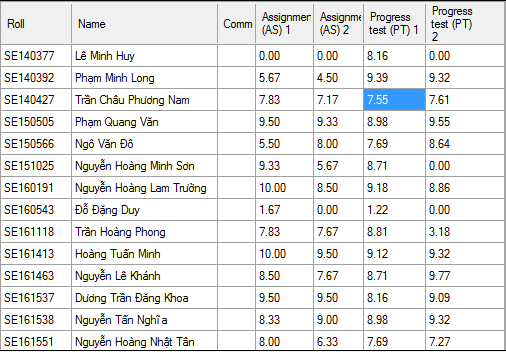 Roll Name Comm Assignmen (AS) 1 Assignme (AS) 2 Progress test (PT) 1 Progress test (PT) 2
SE140377 Lê Minh Huy 0.00 0.00 8.16 0.00
SE140392 Phạm Minh Long 5.67 4.50 9.39 9.32
SE140427 Trần Châu Phương Nam 7.83 7.17 7.55 7.61
SE150505 Phạm Quang Văn 9.50 9.33 8.98 9.55
SE150566 Ngô Văn Đô 5.50 8.00 7.69 8.64
SE151025 Nguyễn Hoàng Minh Sơn 9.33 5.67 8.71 0.00
SE160191 Nguyễn Hoàng Lam Trường 10.00 8.50 9.18 8.86
SE160543 Đỗ Đặng Duy 1.67 0.00 1.22 0.00
SE161118 Trần Hoàng Phong 7.83 7.67 8.81 3.18
SE161413 Hoàng Tuấn Minh 10.00 9.50 9.12 9.32
SE161463 Nguyễn Lê Khánh 8.50 7.67 8.71 9.77
SE161537 Dương Trần Đăng Khoa 9.50 9.50 8.16 9.09
SE161538 Nguyễn Tấn Nghĩa 8.33 9.00 8.98 9.32
SE161551 Nguyễn Hoàng Nhật Tân 8.00 6.33 7.69 7.27